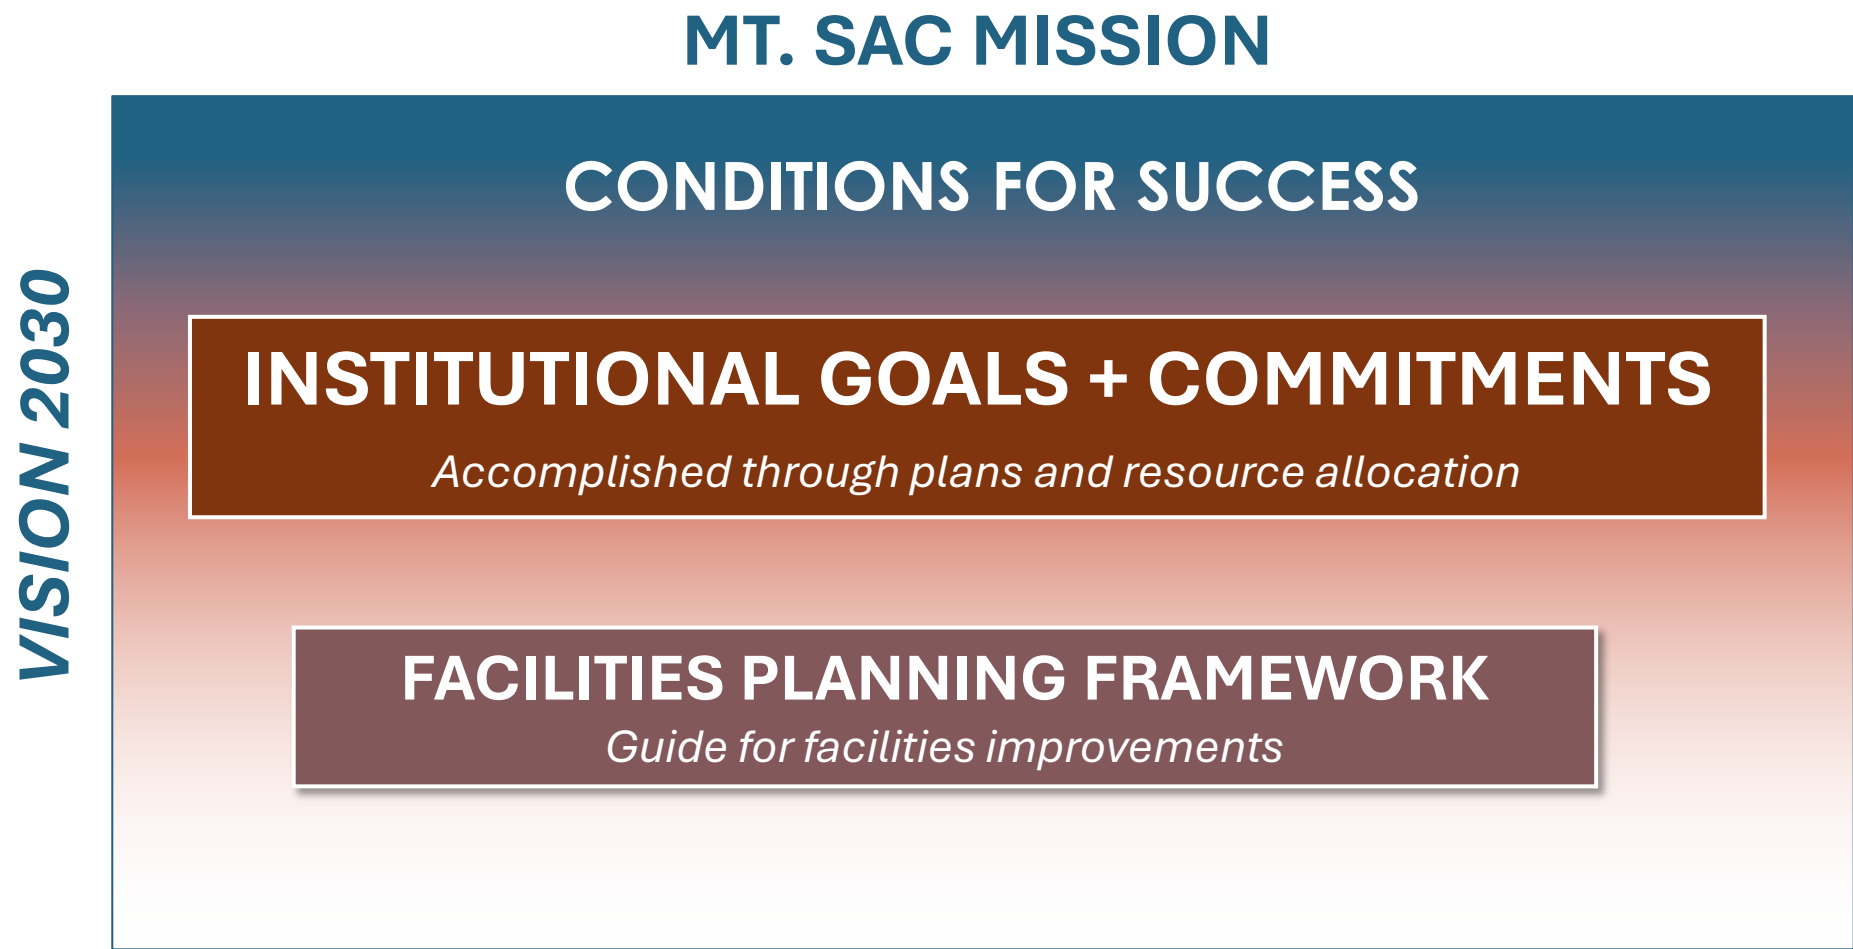 MT. SAC MISSION
VISION 2030
CONDITIONS FOR SUCCESS
INSTITUTIONAL GOALS + COMMITMENTS
Accomplished through plans and resource allocation
FACILITIES PLANNING FRAMEWORK
Guide for facilities improvements